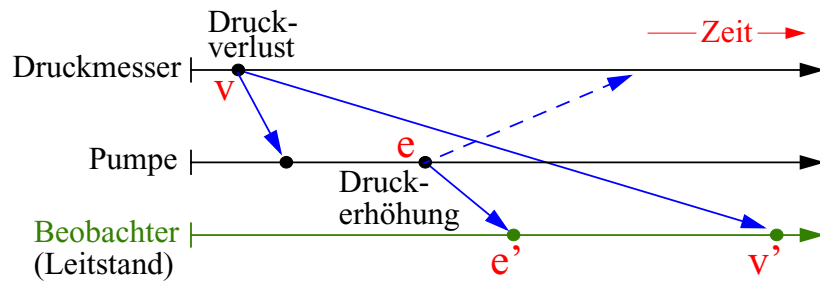 Druck-
verlust
Zeit
Druckmesser
v
Pumpe
e
Druck-
erhöhung
Beobachter
(Leitstand)
e’
v’